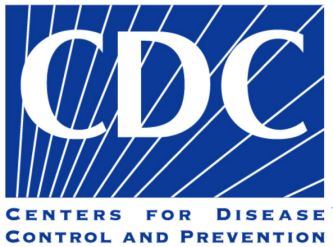 CDC
CENTERS FOR DISEASE
CONTROL AND PREVENTION